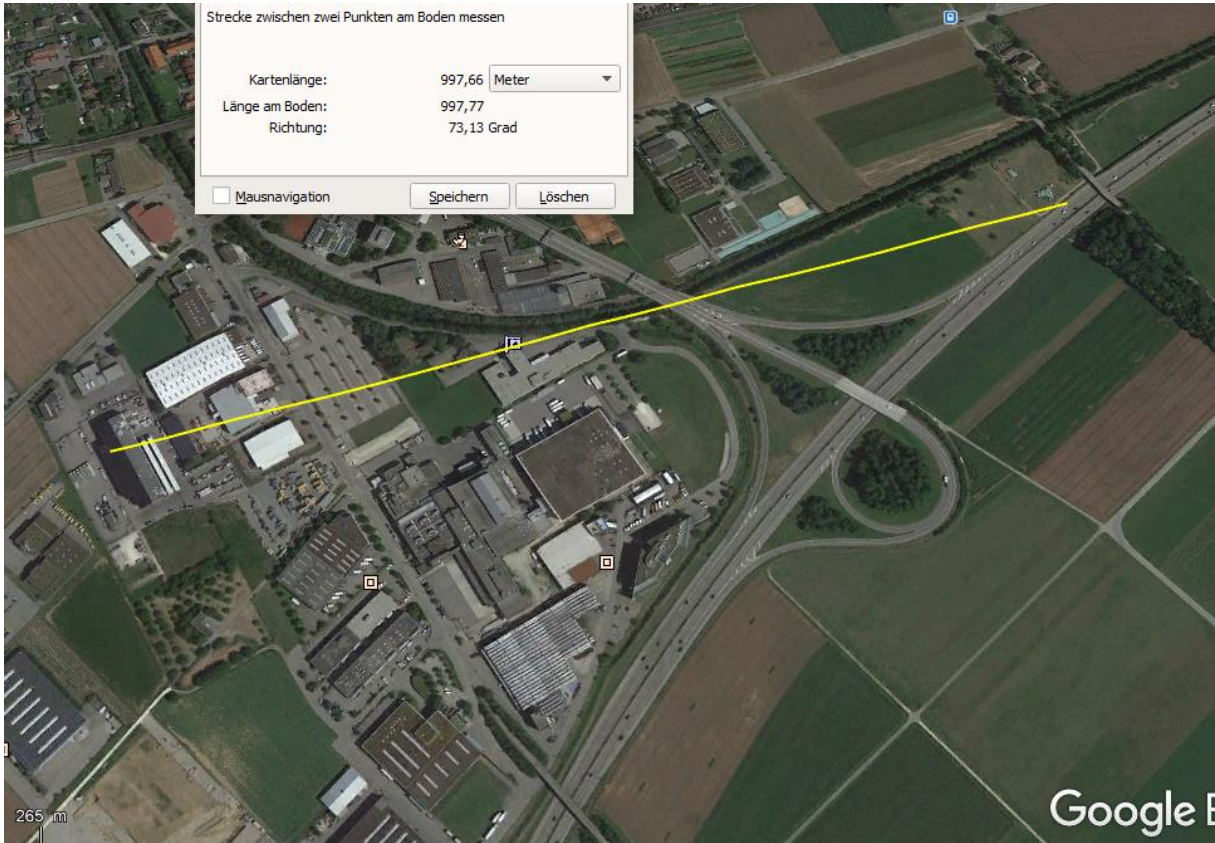 Strecke zwischen zwei Punkten am Boden messen
Kartenlänge: 997,66 Meter
Länge am Boden: 997,77
Richtung: 73,13 Grad
Mausnavigation Speichern Löschen
265 m
Google E